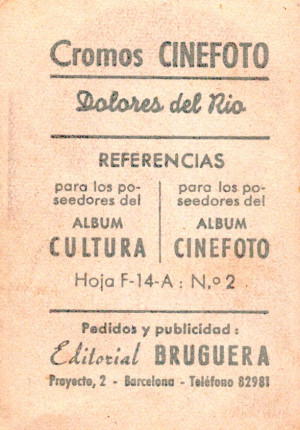 Cromos CINEFOTO
Dolores del Rio
REFERENCIAS
para los po-
seedores del
ALBUM
CULTURA
para los po-
seedores del
ALBUM
CINEFOTO
Hoja F-14-A : N.º 2
Pedidos y publicidad :
Editorial BRUGUERA
Proyecto, 2 - Barcelona - Teléfono 82981